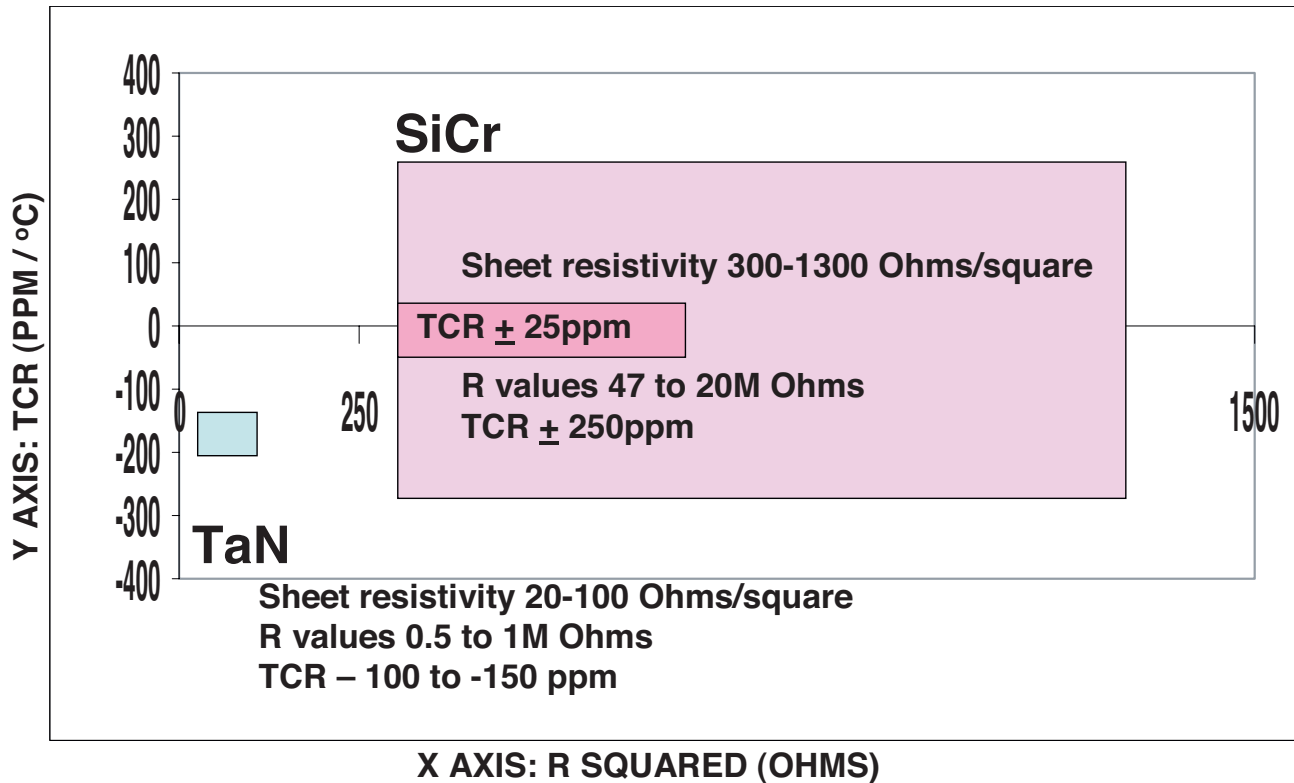 Y AXIS: TCR (PPM / ºC)
400
300
200
100
0
-100
-200
-300
-400
0
250
1500
SiCr
Sheet resistivity 300-1300 Ohms/square
TCR ± 25ppm
R values 47 to 20M Ohms
TCR ± 250ppm
TaN
Sheet resistivity 20-100 Ohms/square
R values 0.5 to 1M Ohms
TCR – 100 to -150 ppm
X AXIS: R SQUARED (OHMS)